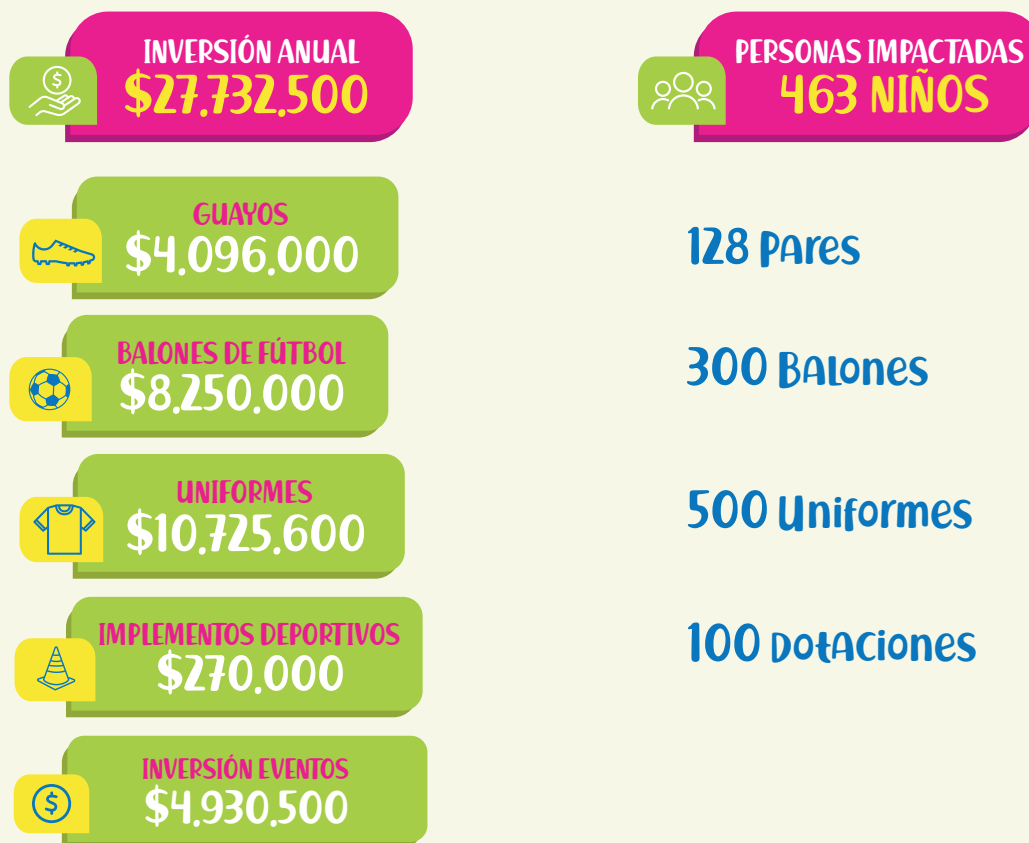 INVERSIÓN ANUAL
$27.732.500
PERSONAS IMPACTADAS
463 NIÑOS
GUAYOS
$4.096.000
128 Pares
BALONES DE FÚTBOL
$8.250.000
300 Balones
UNIFORMES
$10.725.600
500 Uniformes
IMPLEMENTOS DEPORTIVOS
$270.000
100 Dotaciones
INVERSIÓN EVENTOS
$4.930.500